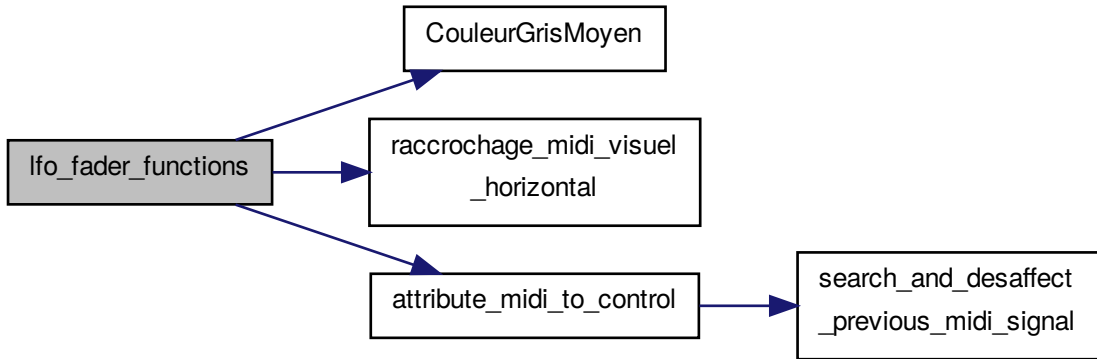 CouleurGrisMoyen
lfo_fader_functions
raccrochage_midi_visuel
_horizontal
attribute_midi_to_control
search_and_desaffect
_previous_midi_signal